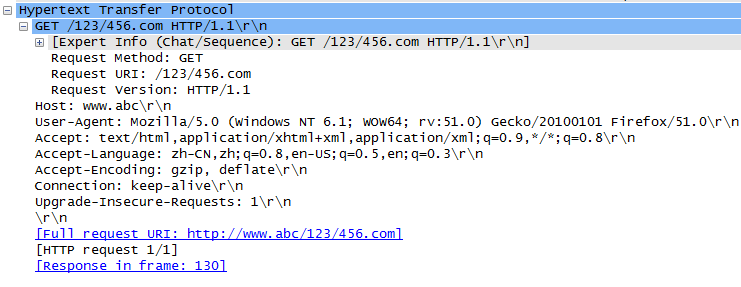 Hypertext Transfer Protocol
GET /123/456.com HTTP/1.1\r\n
[Expert Info (Chat/Sequence): GET /123/456.com HTTP/1.1\r\n]
Request Method: GET
Request URI: /123/456.com
Request Version: HTTP/1.1
Host: www.abc\r\n
User-Agent: Mozilla/5.0 (Windows NT 6.1; WOW64; rv:51.0) Gecko/20100101 Firefox/51.0\r\n
Accept: text/html,application/xhtml+xml,application/xml;q=0.9,*/*;q=0.8\r\n
Accept-Language: zh-CN,zh;q=0.8,en-US;q=0.5,en;q=0.3\r\n
Accept-Encoding: gzip, deflate\r\n
Connection: keep-alive\r\n
Upgrade-Insecure-Requests: 1\r\n
\r\n
[Full request URI: http://www.abc/123/456.com]
[HTTP request 1/1]
[Response in frame: 130]